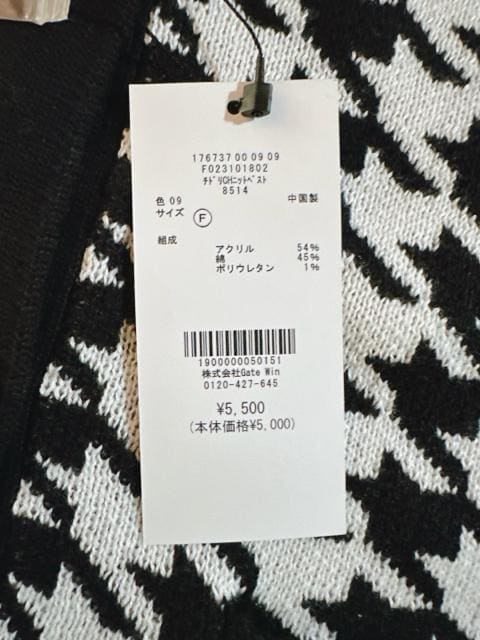 176737 00 09 09
F023101802
ﾁﾄﾞﾘCHﾆｯﾄﾍﾞｽﾄ
8514
色 09 中国製
サイズ Ⓕ
組成
アクリル 54%
綿 45%
ポリウレタン 1%
1900000050151
株式会社Gate Win
0120-427-645
¥5,500
(本体価格¥5,000)